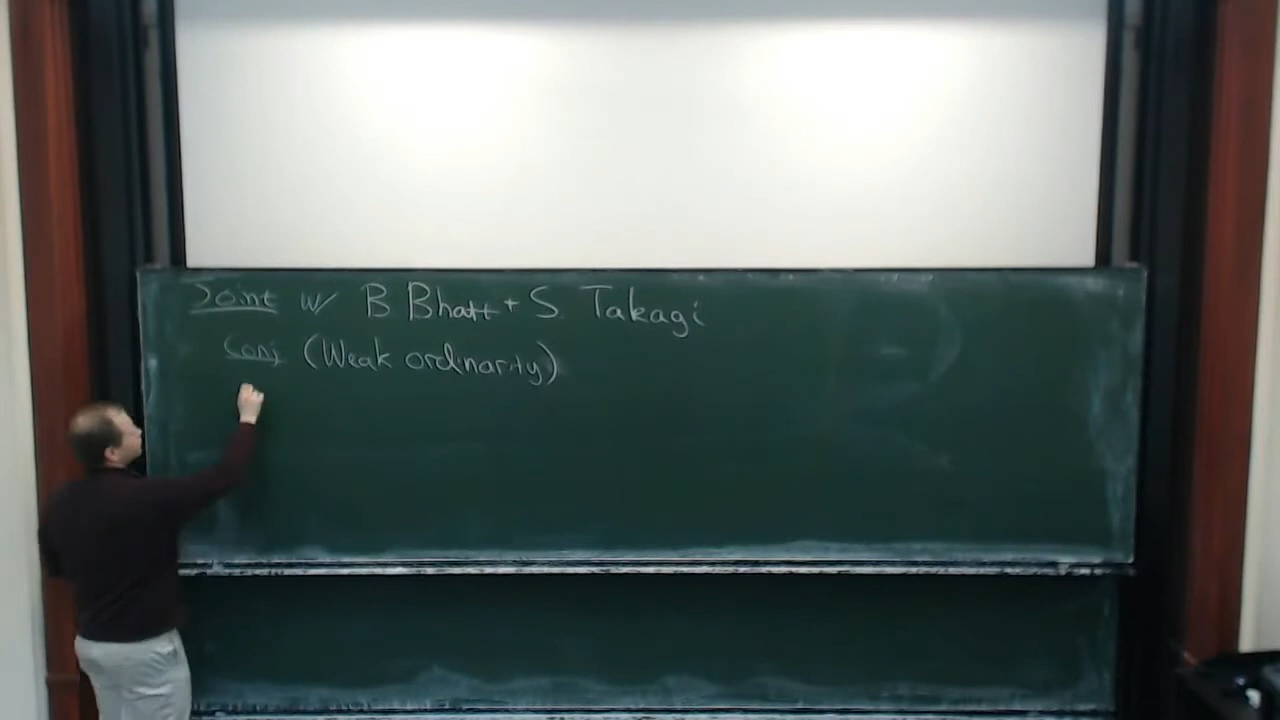 Joint w/ B Bhatt + S. Takagi
Conj (Weak ordinarity)